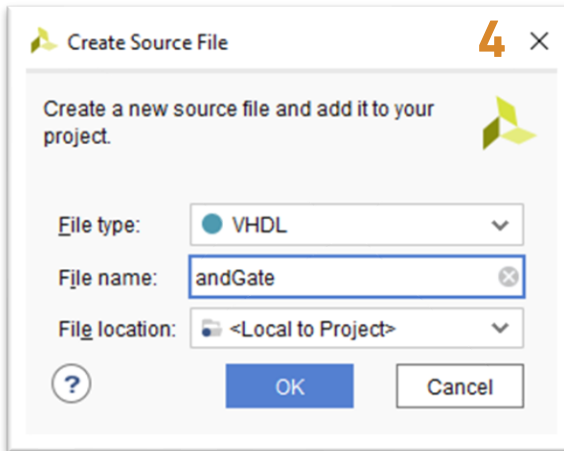 Create Source File 4
Create a new source file and add it to your
project.
File type: VHDL
File name: andGate
File location: <Local to Project>
? OK Cancel